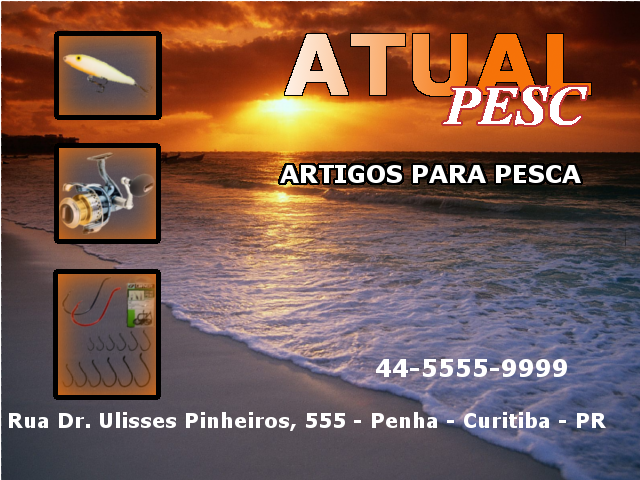 ATUAL
PESC
ARTIGOS PARA PESCA
44-5555-9999
Rua Dr. Ulisses Pinheiros, 555 - Penha - Curitiba - PR